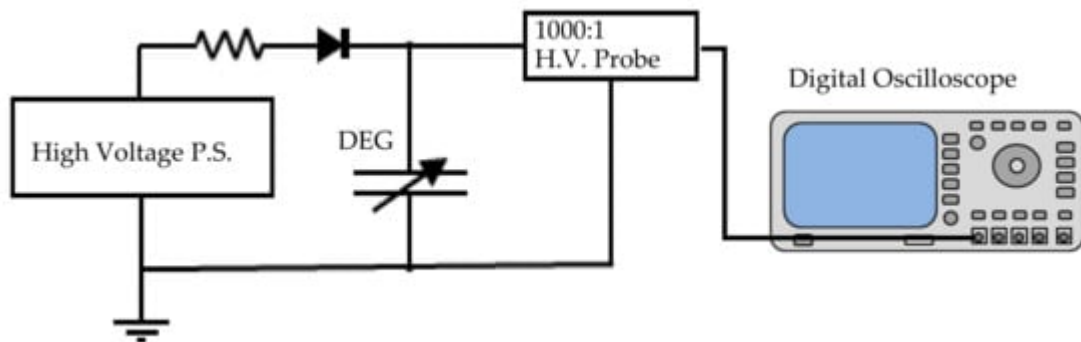 1000:1
H.V. Probe
Digital Oscilloscope
High Voltage P.S.
DEG